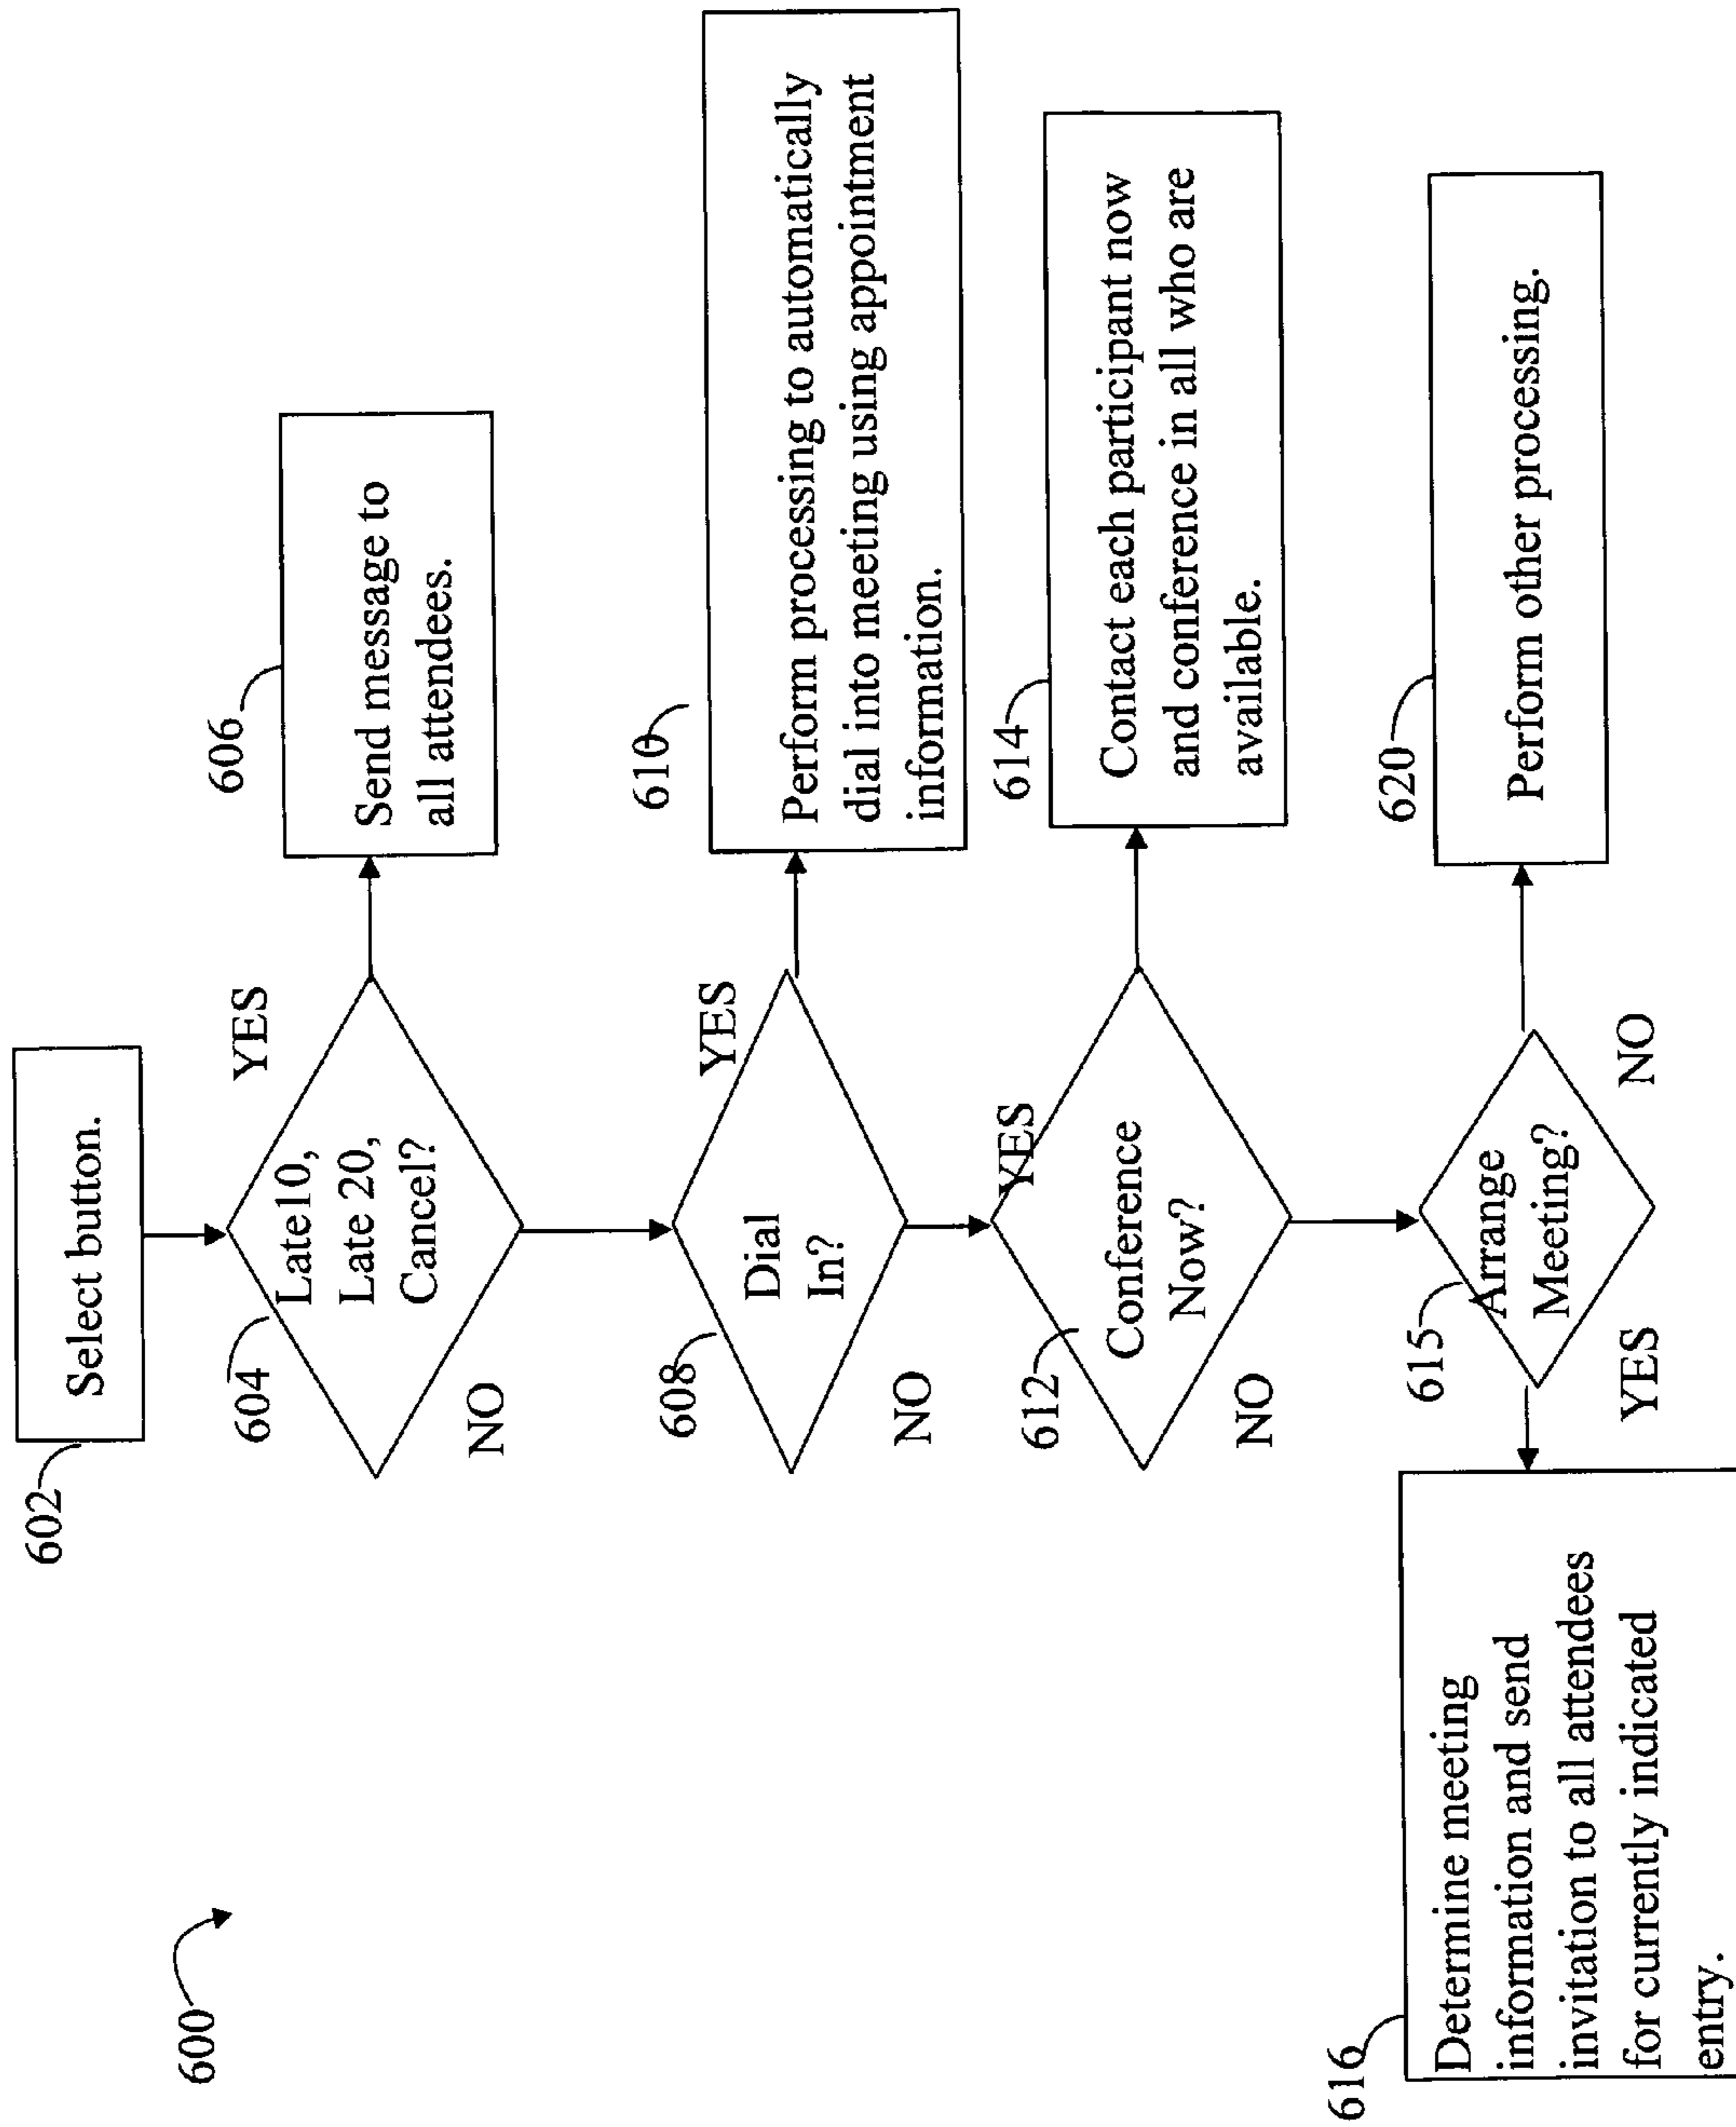 600
602
Select button.
604
Late10,
Late 20,
Cancel?
YES
NO
606
Send message to
all attendees.
608
Dial
In?
YES
NO
610
Perform processing to automatically
dial into meeting using appointment
information.
612
Conference
Now?
YES
NO
614
Contact each participant now
and conference in all who are
available.
615
Arrange
Meeting?
YES
NO
616
Determine meeting
information and send
invitation to all attendees
for currently indicated
entry.
620
Perform other processing.